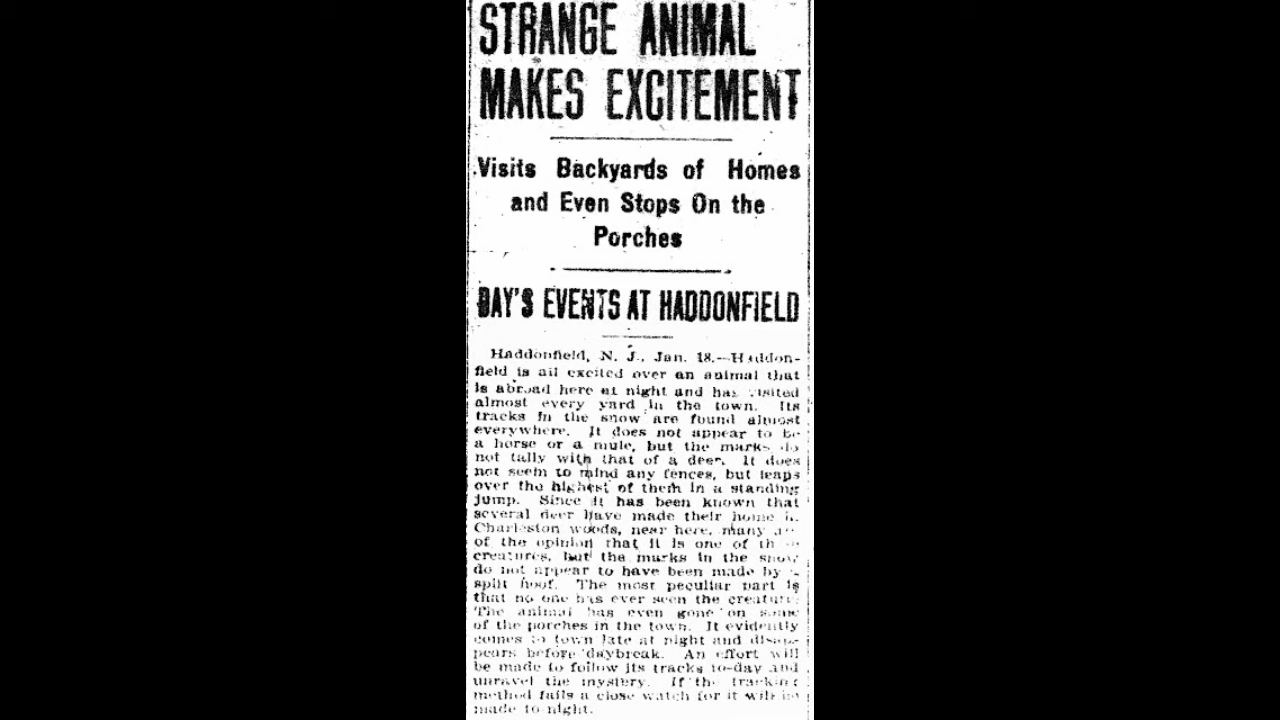 STRANGE ANIMAL
MAKES EXCITEMENT
Visits Backyards of Homes
and Even Stops On the
Porches
DAY'S EVENTS AT HADDONFIELD
Haddonfield, N. J., Jan. 18.—Haddon-
field is all excited over an animal that
is abroad here at night and has visited
almost every yard in the town. Its
tracks in the snow are found almost
everywhere. It does not appear to be
a horse or a mule, but the marks do
not tally with that of a deer. It does
not seem to mind any fences, but leaps
over the highest of them in a standing
jump. Since it has been known that
several deer have made their home in
Charleston woods, near here, many are
of the opinion that it is one of these
creatures, but the marks in the snow
do not appear to have been made by a
split hoof. The most peculiar part is
that no one has ever seen the creature.
The animal has even gone on some
of the porches in the town. It evidently
comes to town late at night and disap-
pears before daybreak. An effort will
be made to follow its tracks to-day and
unravel the mystery. If the tracking
method fails a close watch for it will be
made to-night.